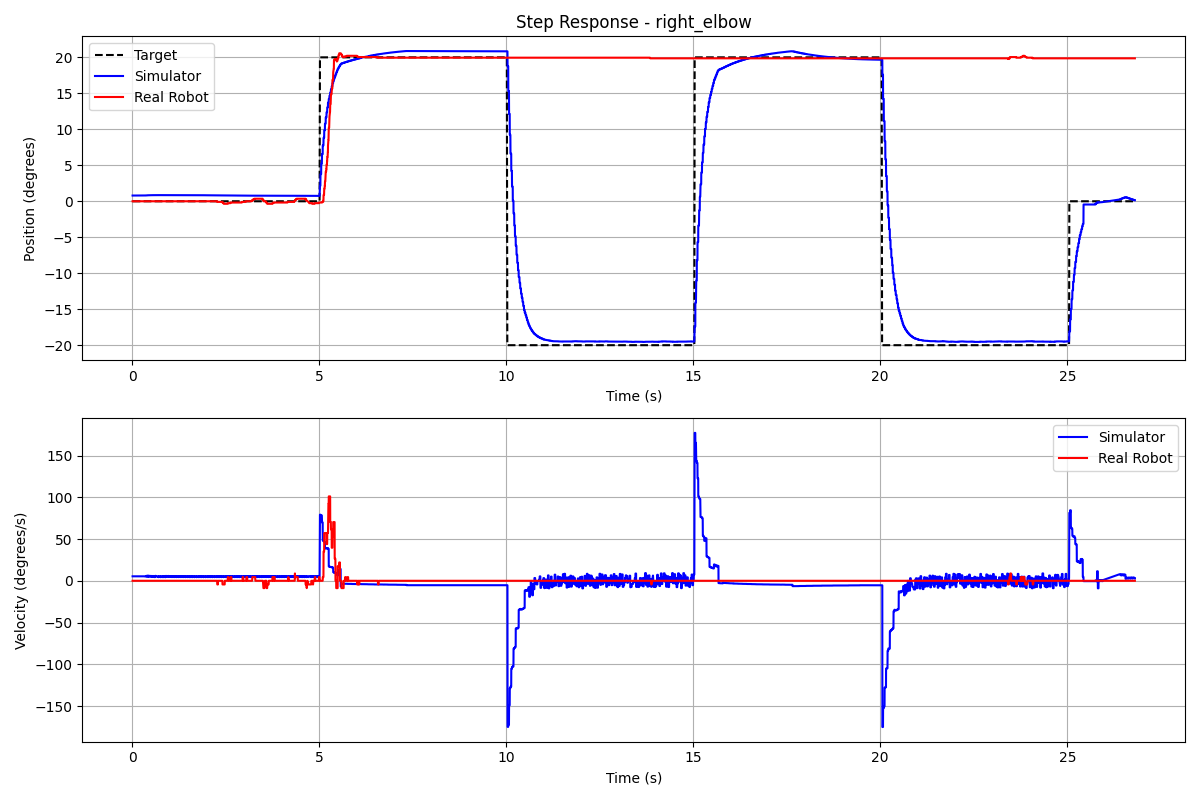 Step Response - right_elbow
Target
Simulator
Real Robot
Position (degrees)
20
15
10
5
0
−5
−10
−15
−20
0 5 10 15 20 25
Time (s)
Simulator
Real Robot
Velocity (degrees/s)
150
100
50
0
−50
−100
−150
0 5 10 15 20 25
Time (s)